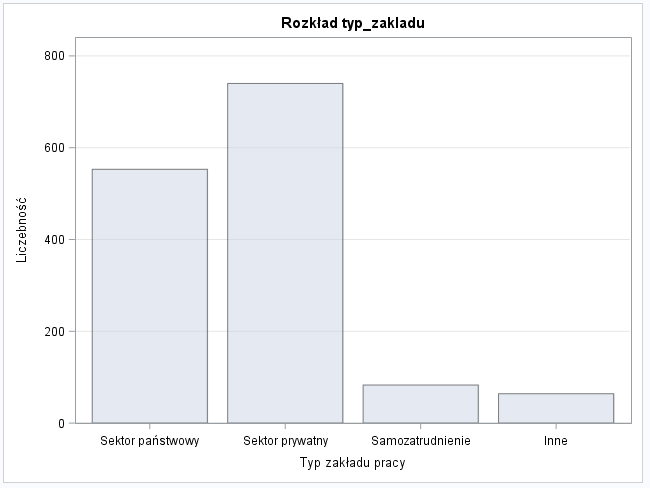 Rozkład typ_zakladu
800
600
400
200
0
Liczebność
Sektor państwowy
Sektor prywatny
Samozatrudnienie
Inne
Typ zakładu pracy